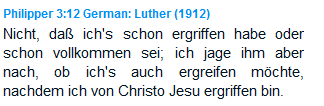 Philipper 3:12 German: Luther (1912)
Nicht, daß ich's schon ergriffen habe oder
schon vollkommen sei; ich jage ihm aber
nach, ob ich's auch ergreifen möchte,
nachdem ich von Christo Jesu ergriffen bin.